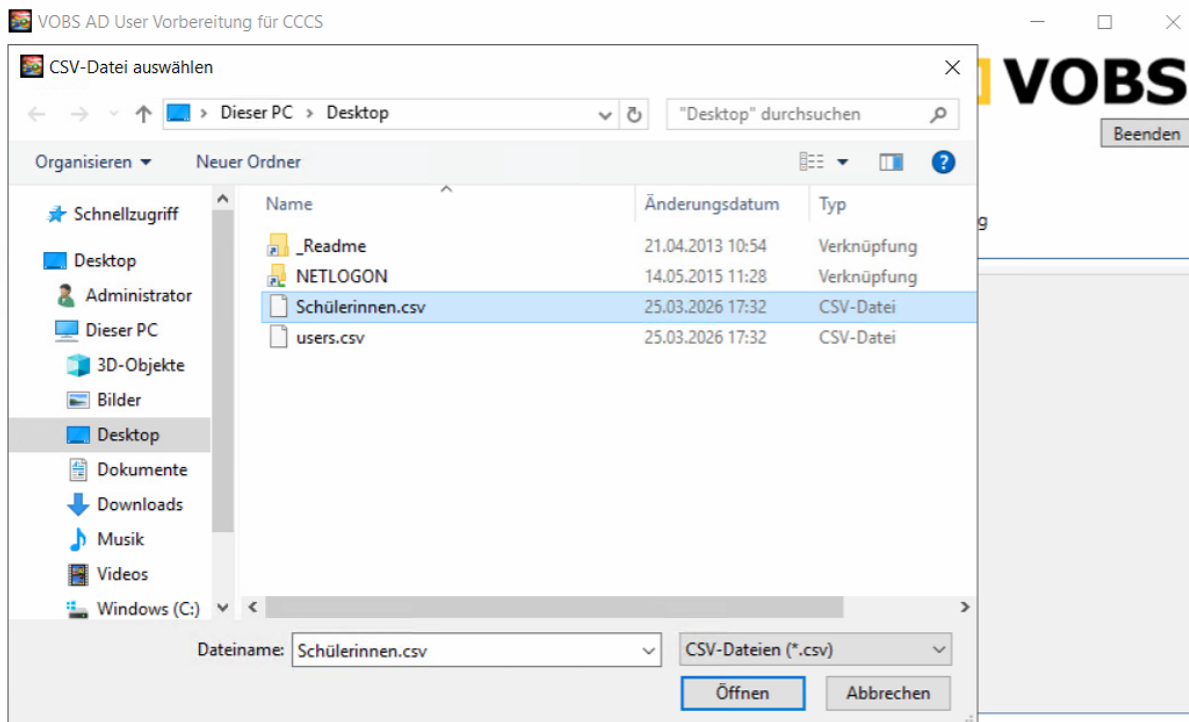 VOBS AD User Vorbereitung für CCCS
CSV-Datei auswählen
VOBS
Dieser PC > Desktop
"Desktop" durchsuchen
Beenden
Organisieren
Neuer Ordner
?
Name
Änderungsdatum
Typ
Schnellzugriff
g
_Readme
21.04.2013 10:54
Verknüpfung
Desktop
NETLOGON
14.05.2015 11:28
Verknüpfung
Administrator
Schülerinnen.csv
25.03.2026 17:32
CSV-Datei
Dieser PC
users.csv
25.03.2026 17:32
CSV-Datei
3D-Objekte
Bilder
Desktop
Dokumente
Downloads
Musik
Videos
Windows (C:)
Dateiname:
Schülerinnen.csv
CSV-Dateien (*.csv)
Öffnen
Abbrechen